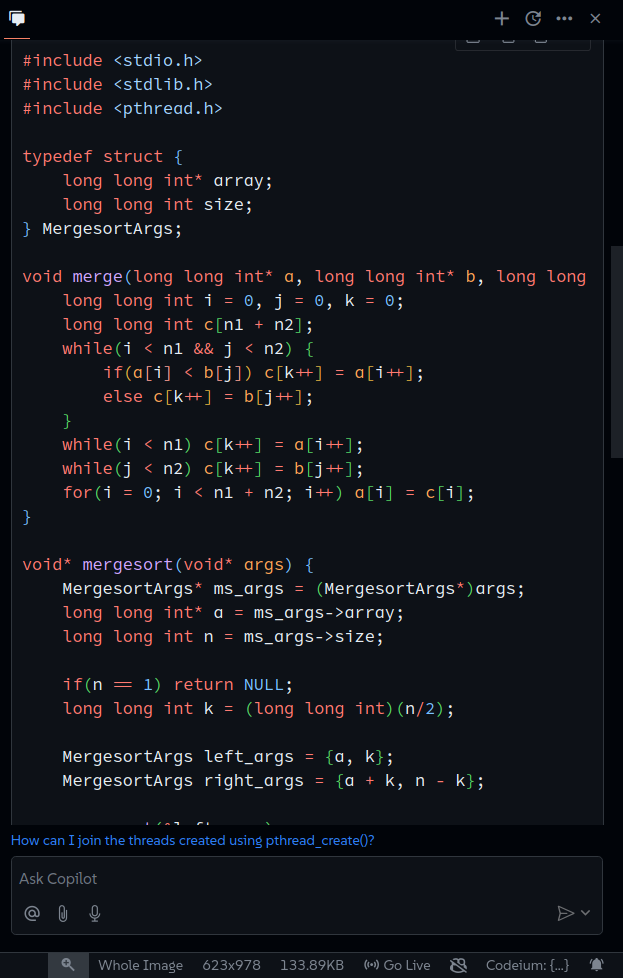 #include <stdio.h>
#include <stdlib.h>
#include <pthread.h>
typedef struct {
    long long int* array;
    long long int size;
} MergesortArgs;
void merge(long long int* a, long long int* b, long long
    long long int i = 0, j = 0, k = 0;
    long long int c[n1 + n2];
    while(i < n1 && j < n2) {
        if(a[i] < b[j]) c[k++] = a[i++];
        else c[k++] = b[j++];
    }
    while(i < n1) c[k++] = a[i++];
    while(j < n2) c[k++] = b[j++];
    for(i = 0; i < n1 + n2; i++) a[i] = c[i];
}
void* mergesort(void* args) {
    MergesortArgs* ms_args = (MergesortArgs*)args;
    long long int* a = ms_args->array;
    long long int n = ms_args->size;
    if(n == 1) return NULL;
    long long int k = (long long int)(n/2);
    MergesortArgs left_args = {a, k};
    MergesortArgs right_args = {a + k, n - k};
How can I join the threads created using pthread_create()?
Ask Copilot
Whole Image 623x978 133.89KB Go Live Codeium: {...}